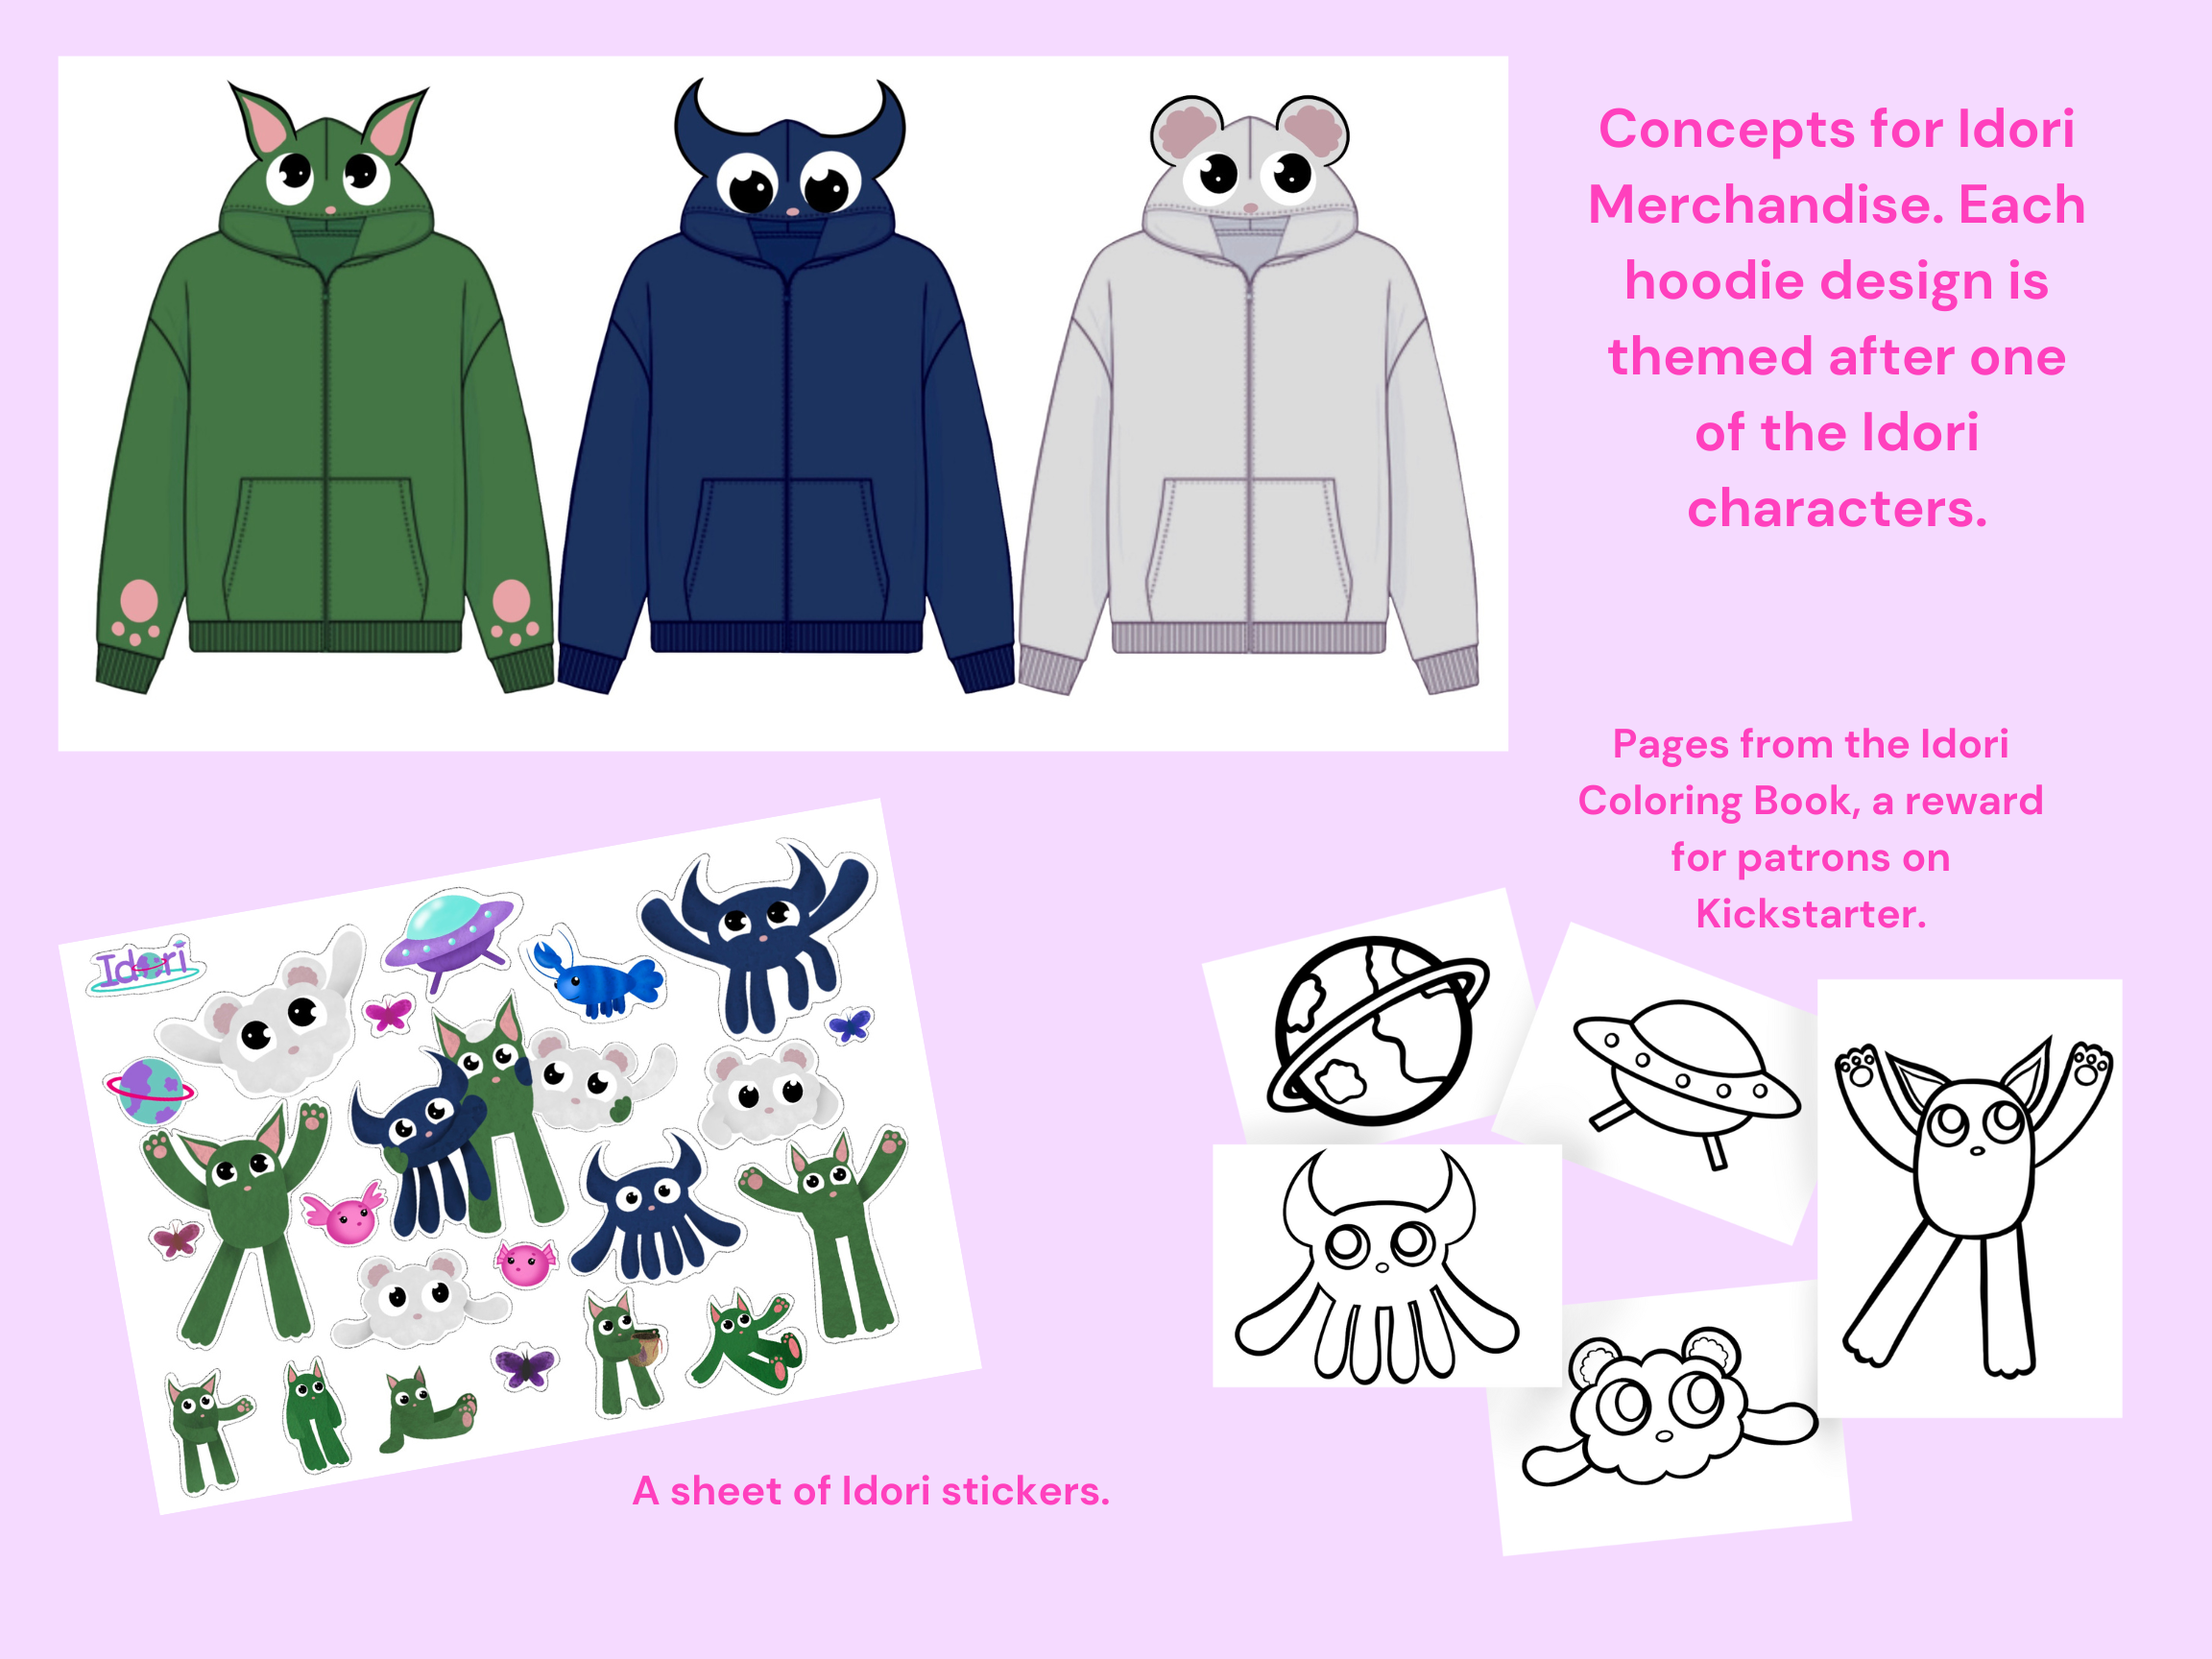 Concepts for Idori
Merchandise. Each
hoodie design is
themed after one
of the Idori
characters.
Pages from the Idori
Coloring Book, a reward
for patrons on
Kickstarter.
Idori
A sheet of Idori stickers.